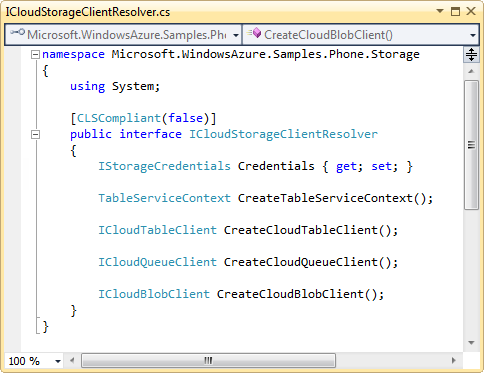 ICloudStorageClientResolver.cs
Microsoft.WindowsAzure.Samples.Pho CreateCloudBlobClient()
namespace Microsoft.WindowsAzure.Samples.Phone.Storage
{
using System;
[CLSCompliant(false)]
public interface ICloudStorageClientResolver
{
IStorageCredentials Credentials { get; set; }
TableServiceContext CreateTableServiceContext();
ICloudTableClient CreateCloudTableClient();
ICloudQueueClient CreateCloudQueueClient();
ICloudBlobClient CreateCloudBlobClient();
}
}
100 %